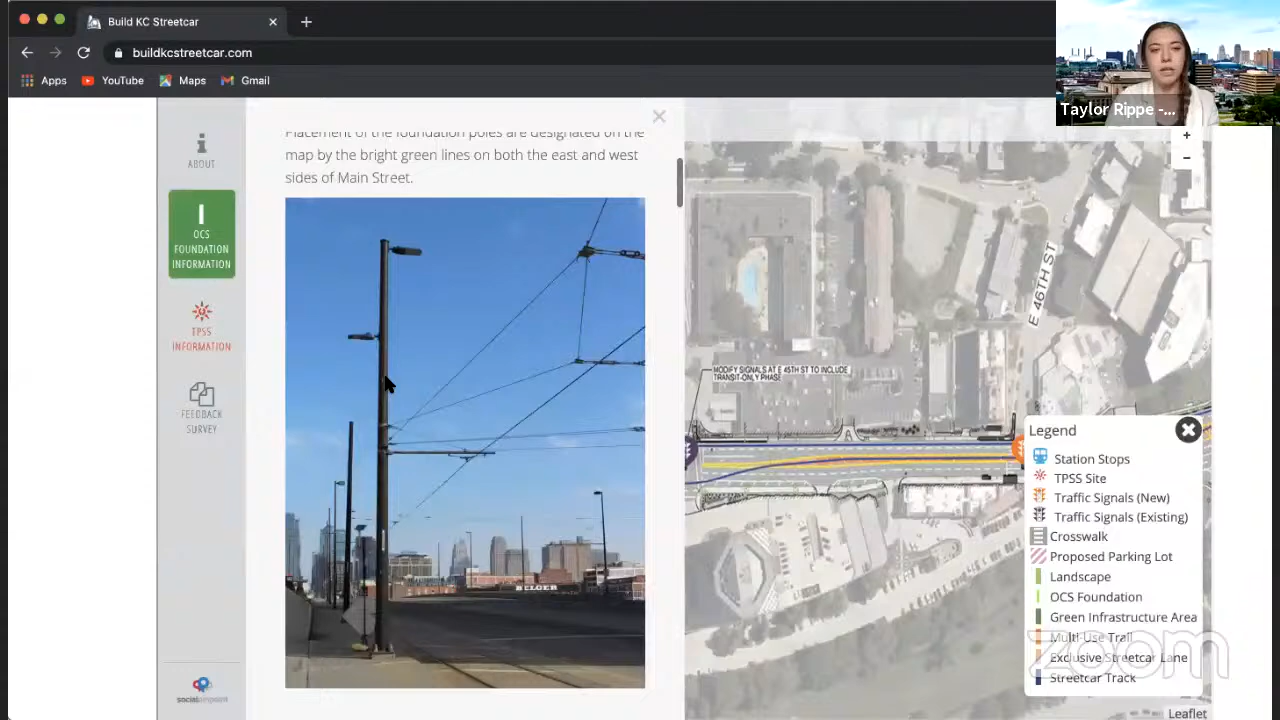 Build KC Streetcar
buildkcstreetcar.com
Apps
YouTube
Maps
Gmail
Taylor Rippe -...
ABOUT
OCS
FOUNDATION
INFORMATION
TPSS
INFORMATION
FEEDBACK
SURVEY
Placement of the foundation poles are designated on the
map by the bright green lines on both the east and west
sides of Main Street.
BELGER
+
−
E 46TH ST
MODIFY SIGNALS AT E 45TH ST TO INCLUDE
TRANSIT-ONLY PHASE
Legend
Station Stops
TPSS Site
Traffic Signals (New)
Traffic Signals (Existing)
Crosswalk
Proposed Parking Lot
Landscape
OCS Foundation
Green Infrastructure Area
Multi-Use Trail
Exclusive Streetcar Lane
Streetcar Track
zoom
Leaflet
socialpinpoint